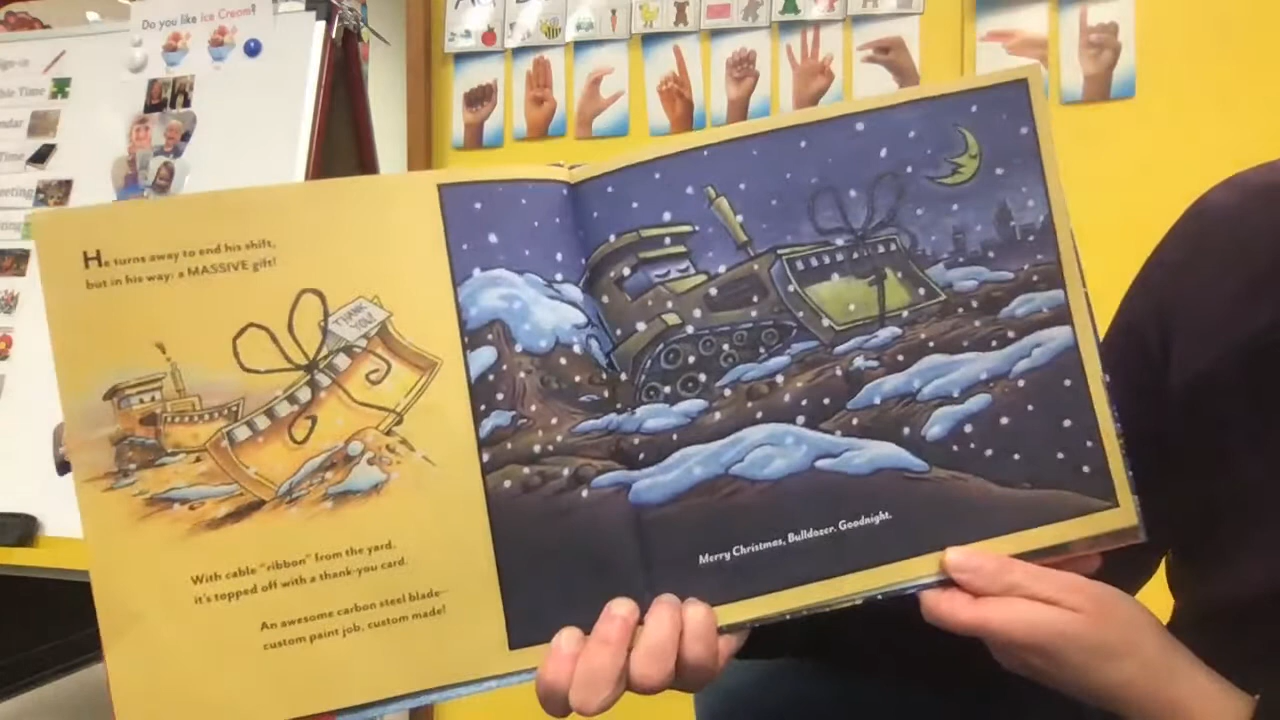 Do you like Ice Cream?
He turns away to end his shift,
but in his way: a MASSIVE gift!
THANK
YOU!
With cable "ribbon" from the yard,
it's topped off with a thank-you card.
An awesome carbon steel blade—
custom paint job, custom made!
Merry Christmas, Bulldozer. Goodnight.